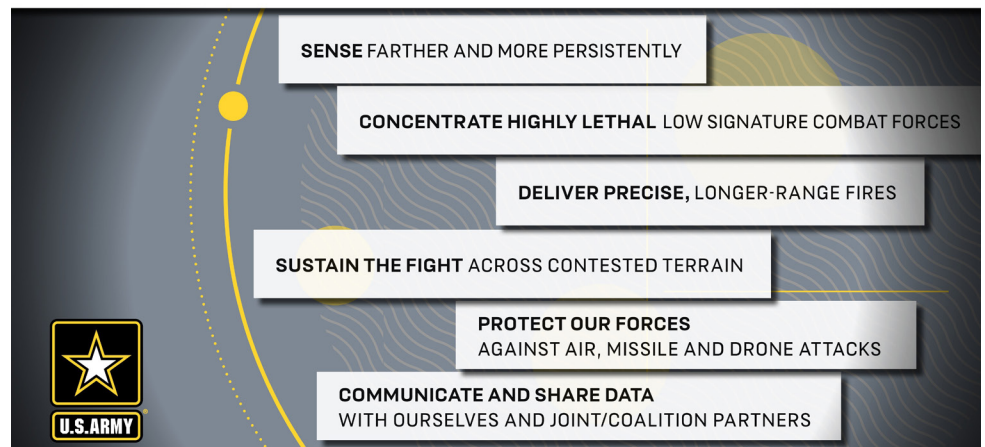 SENSE FARTHER AND MORE PERSISTENTLY
CONCENTRATE HIGHLY LETHAL LOW SIGNATURE COMBAT FORCES
DELIVER PRECISE, LONGER-RANGE FIRES
SUSTAIN THE FIGHT ACROSS CONTESTED TERRAIN
PROTECT OUR FORCES
AGAINST AIR, MISSILE AND DRONE ATTACKS
COMMUNICATE AND SHARE DATA
WITH OURSELVES AND JOINT/COALITION PARTNERS
U.S.ARMY